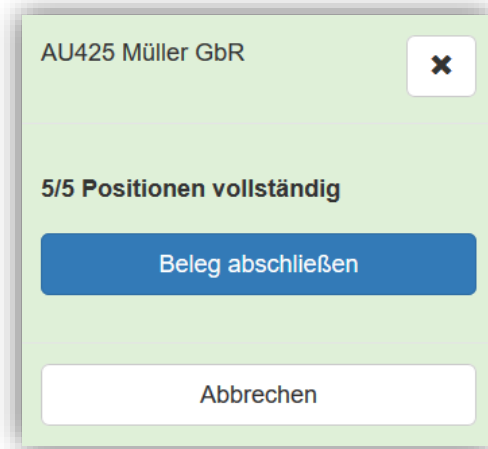 AU425 Müller GbR
5/5 Positionen vollständig
Beleg abschließen
Abbrechen